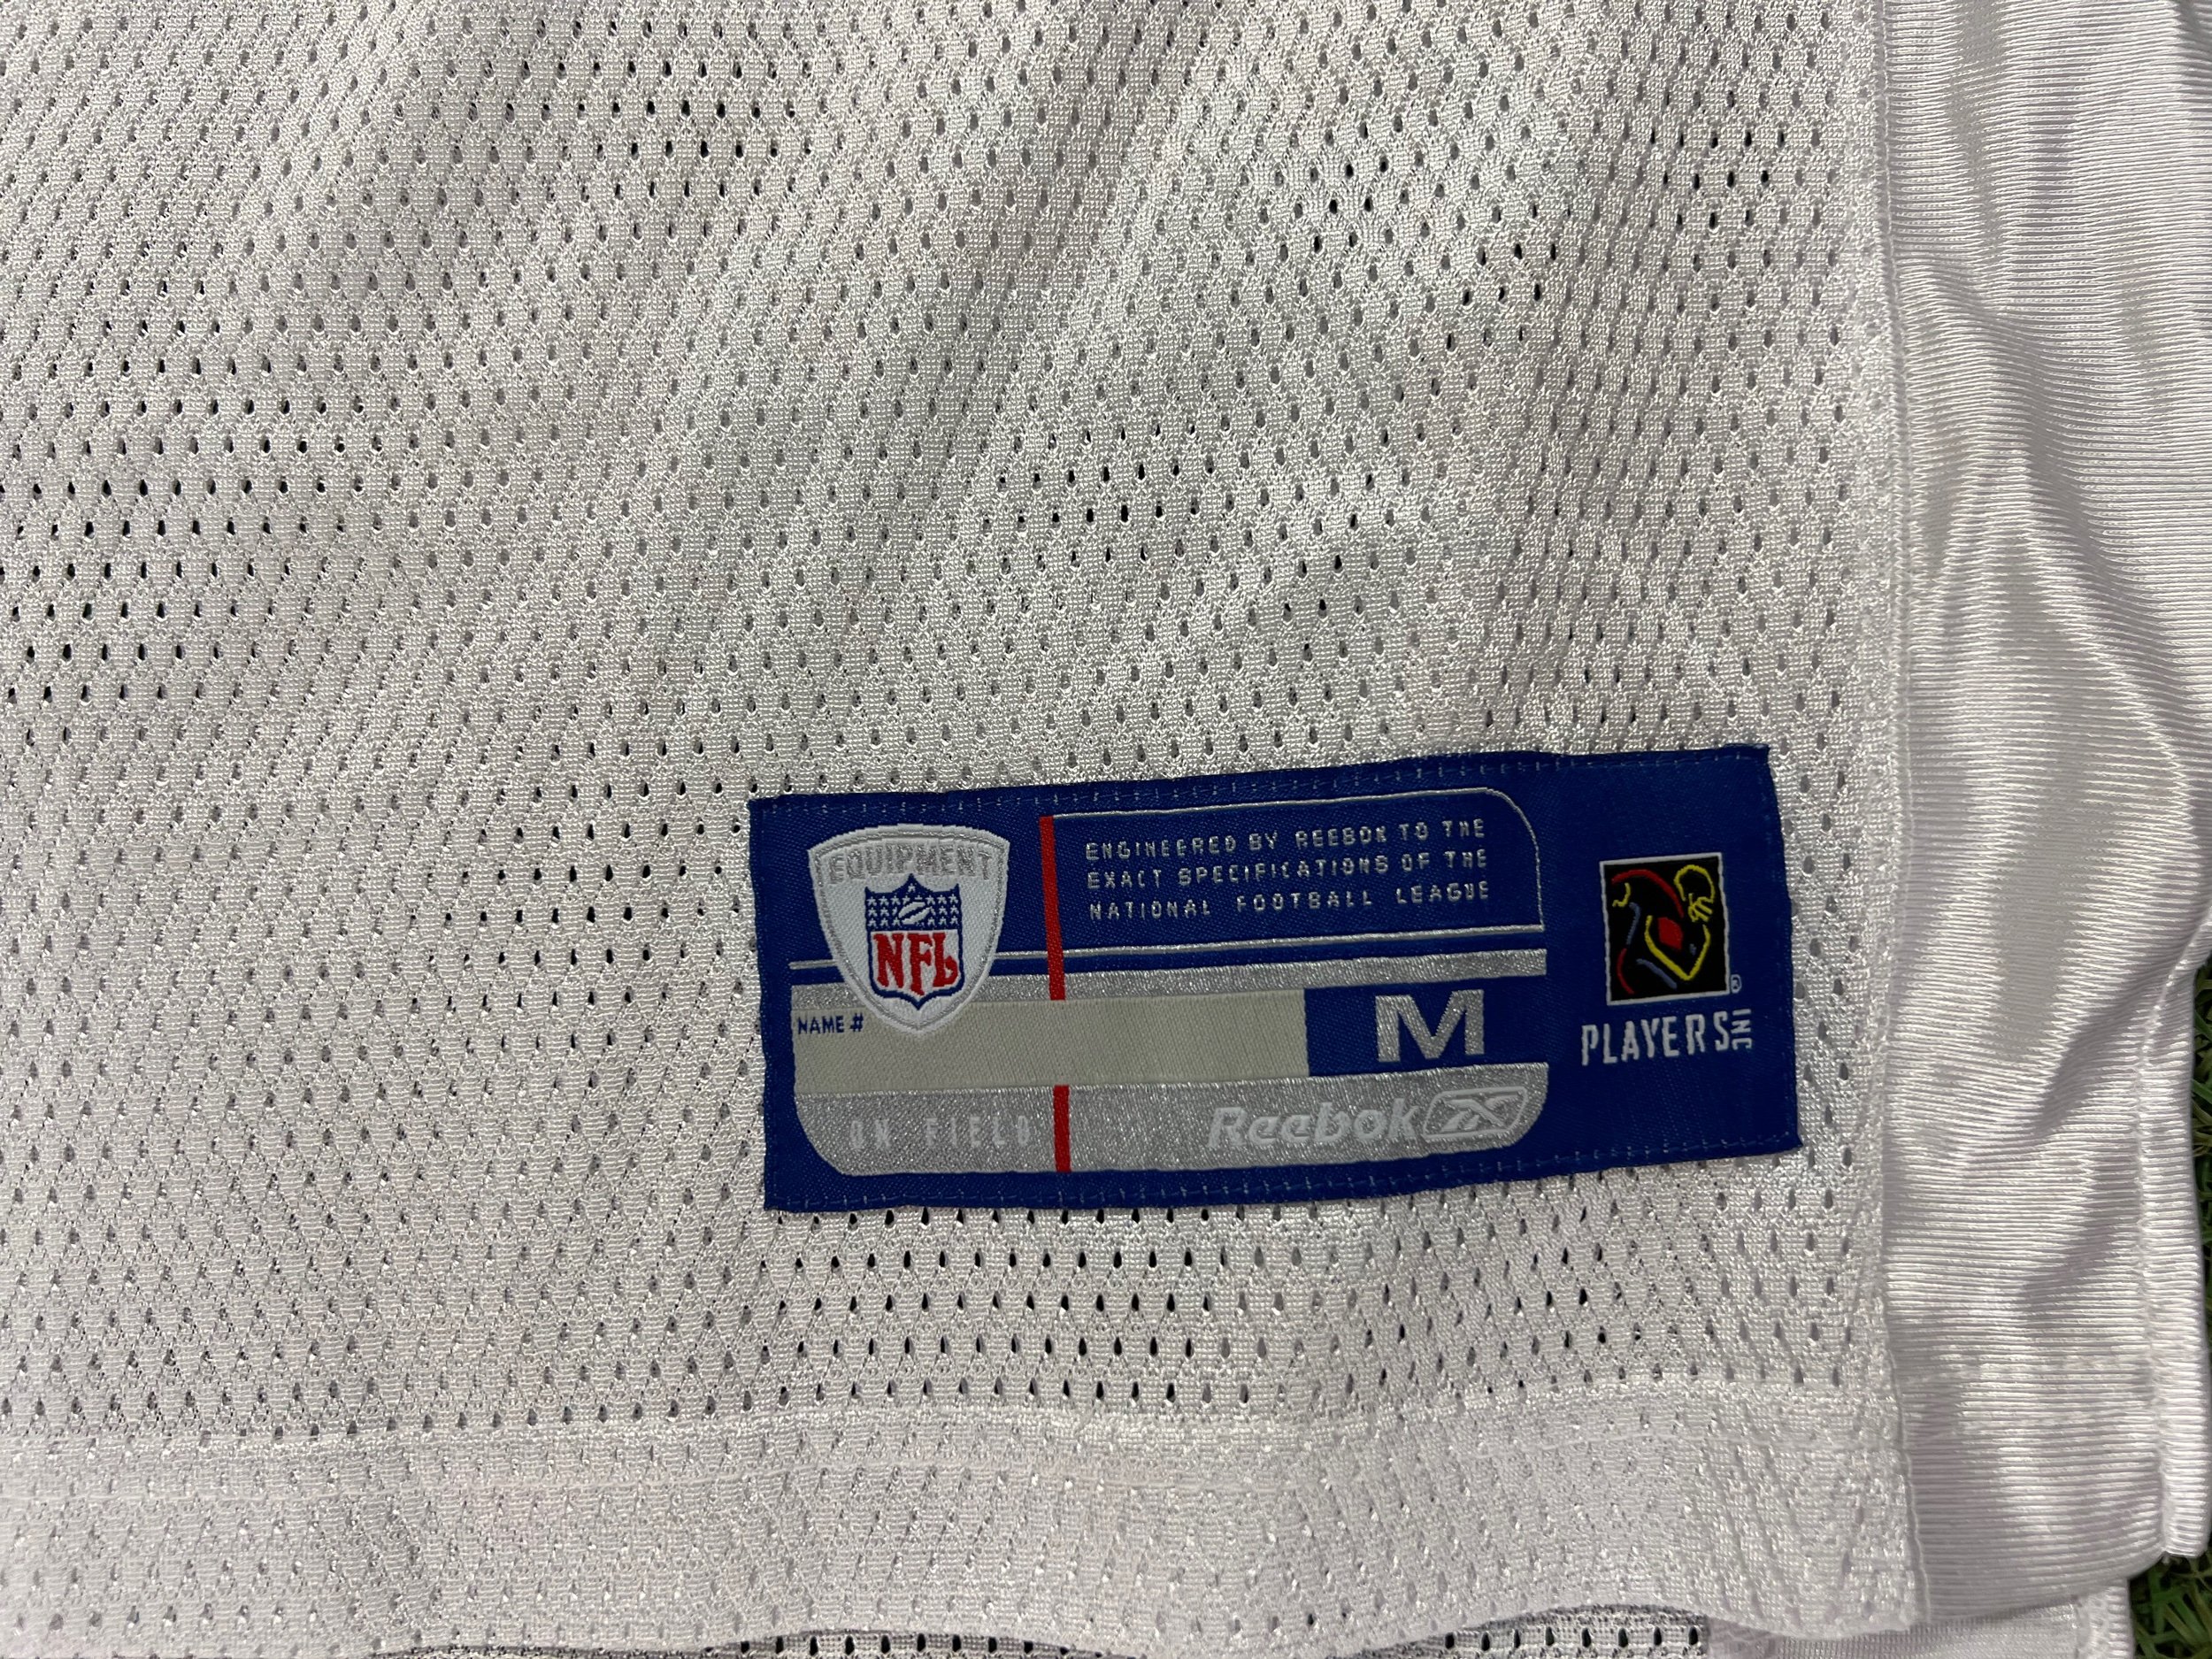 EQUIPMENT
NFL
ENGINEERED BY REEBOK TO THE
EXACT SPECIFICATIONS OF THE
NATIONAL FOOTBALL LEAGUE
NAME #
M
ON FIELD
Reebok
PLAYERS INC
®